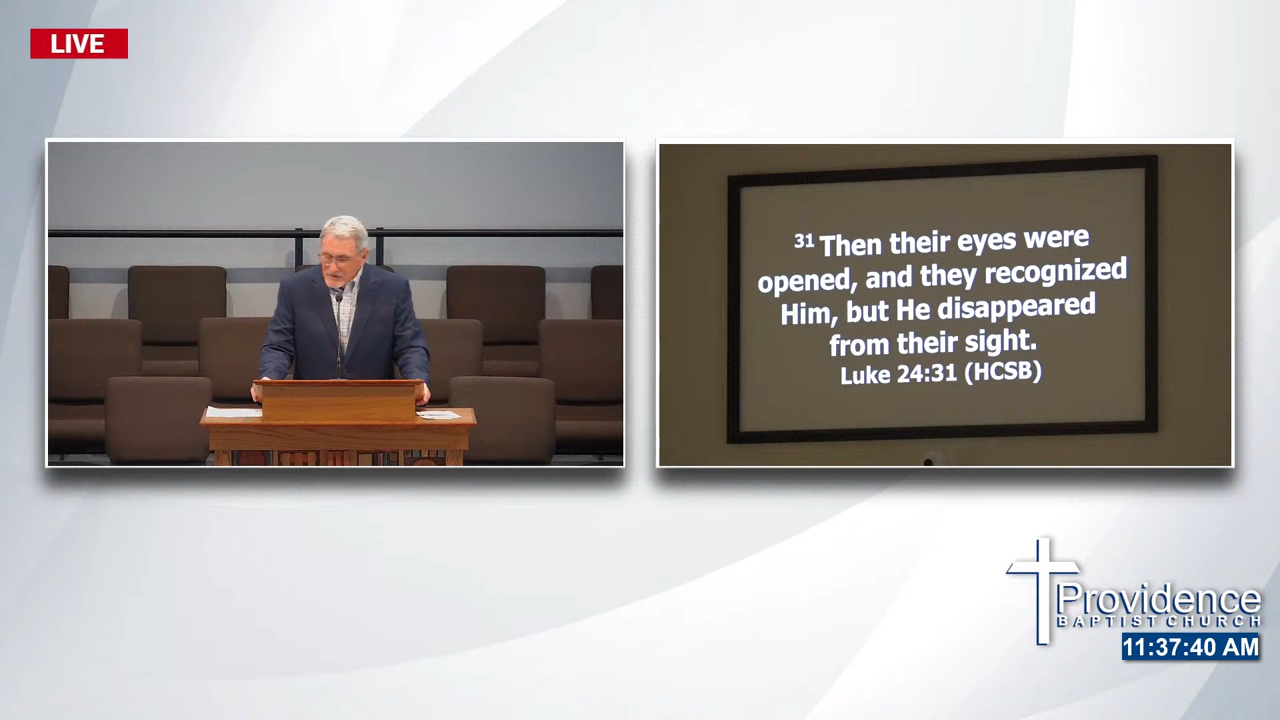 LIVE
31 Then their eyes were
opened, and they recognized
Him, but He disappeared
from their sight.
Luke 24:31 (HCSB)
Providence
BAPTIST CHURCH
11:37:40 AM